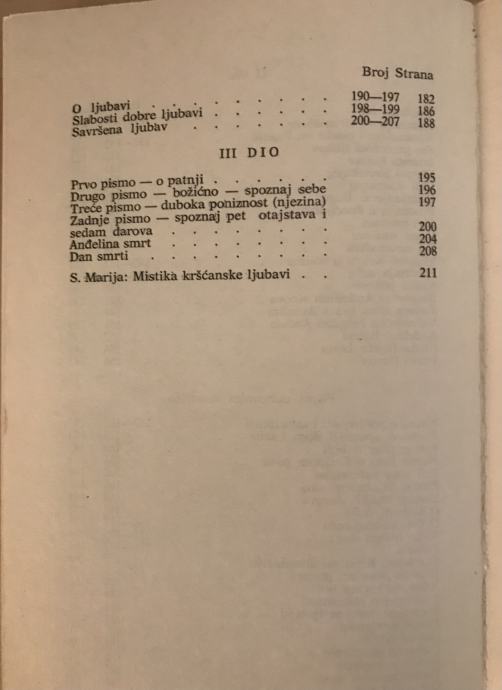 Broj Strana
O ljubavi . . . . . . . 190—197 182
Slabosti dobre ljubavi . . . . . 198—199 186
Savršena ljubav . . . . . . 200—207 188
III DIO
Prvo pismo — o patnji . . . . . . 195
Drugo pismo — božićno — spoznaj sebe 196
Treće pismo — duboka poniznost (njezina) 197
Zadnje pismo — spoznaj pet otajstava i
sedam darova . . . . . . . . 200
Anđelina smrt . . . . . . . 204
Dan smrti . . . . . . . . 208
S. Marija: Mistika kršćanske ljubavi . . 211